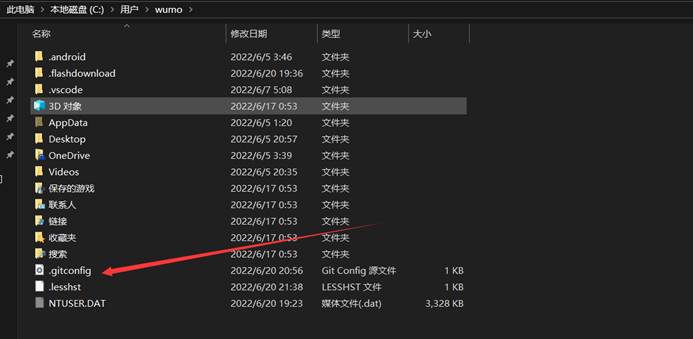 此电脑 › 本地磁盘 (C:) › 用户 › wumo ›
名称 修改日期 类型 大小
.android 2022/6/5 3:46 文件夹
.flashdownload 2022/6/20 19:36 文件夹
.vscode 2022/6/7 5:08 文件夹
3D 对象 2022/6/17 0:53 文件夹
AppData 2022/6/5 1:20 文件夹
Desktop 2022/6/5 20:57 文件夹
OneDrive 2022/6/5 3:39 文件夹
Videos 2022/6/5 20:35 文件夹
保存的游戏 2022/6/17 0:53 文件夹
联系人 2022/6/17 0:53 文件夹
链接 2022/6/17 0:53 文件夹
收藏夹 2022/6/17 0:53 文件夹
搜索 2022/6/17 0:53 文件夹
.gitconfig 2022/6/20 20:56 Git Config 源文件 1 KB
.lesshst 2022/6/20 21:38 LESSHST 文件 1 KB
NTUSER.DAT 2022/6/20 19:23 媒体文件(.dat) 3,328 KB